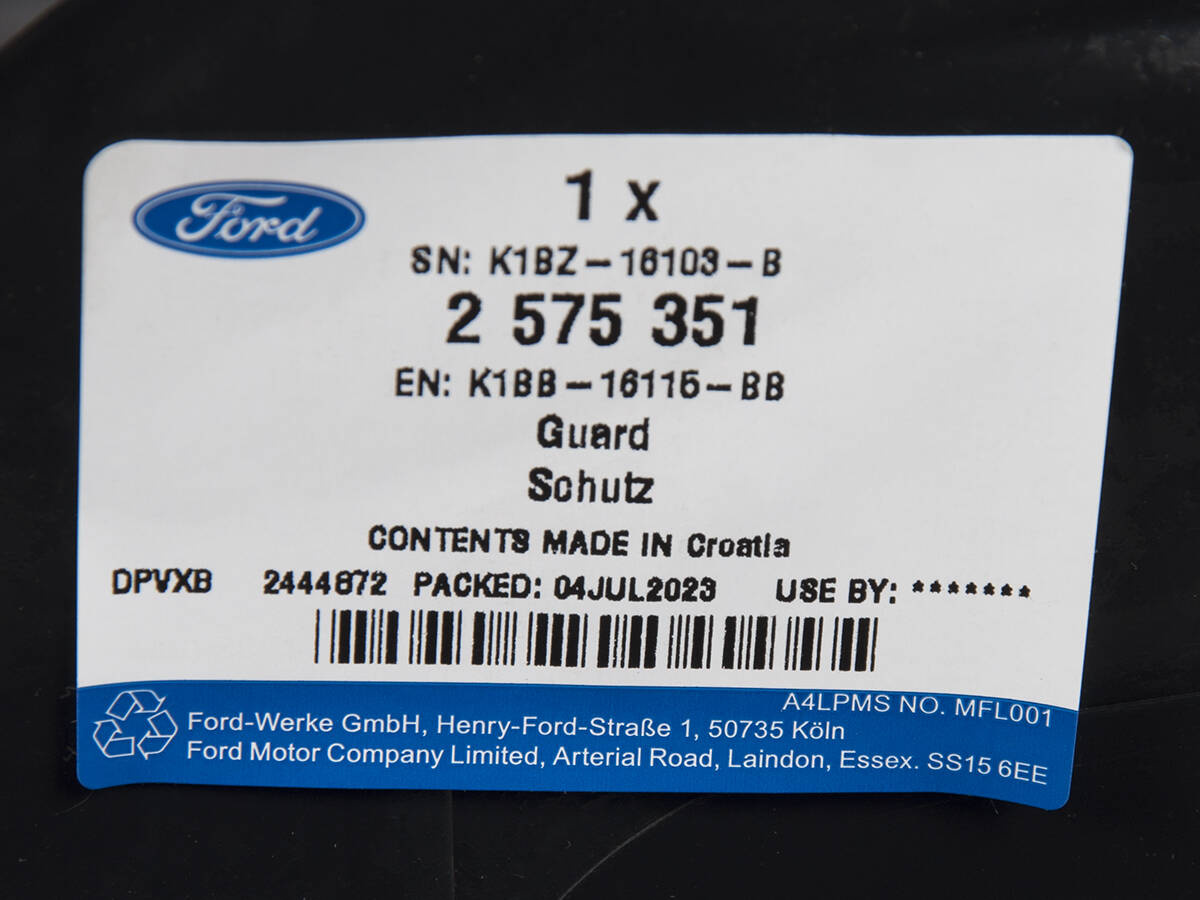 Ford
1 x
SN: K1BZ-16103-B
2 575 351
EN: K1BB-16115-BB
Guard
Schutz
CONTENTS MADE IN Croatia
DPVXB 2444872 PACKED: 04JUL2023 USE BY: *******
A4LPMS NO. MFL001
Ford-Werke GmbH, Henry-Ford-Straße 1, 50735 Köln
Ford Motor Company Limited, Arterial Road, Laindon, Essex. SS15 6EE